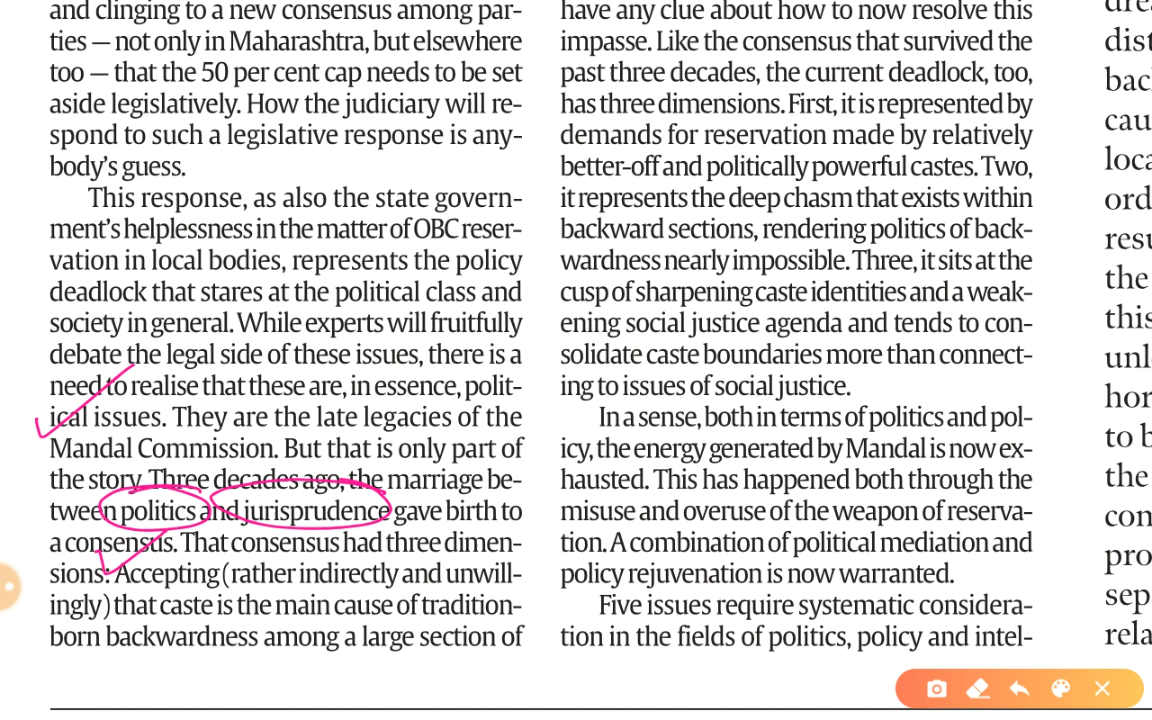 and clinging to a new consensus among par-
ties — not only in Maharashtra, but elsewhere
too — that the 50 per cent cap needs to be set
aside legislatively. How the judiciary will re-
spond to such a legislative response is any-
body's guess.
This response, as also the state govern-
ment's helplessness in the matter of OBC reser-
vation in local bodies, represents the policy
deadlock that stares at the political class and
society in general. While experts will fruitfully
debate the legal side of these issues, there is a
need to realise that these are, in essence, polit-
ical issues. They are the late legacies of the
Mandal Commission. But that is only part of
the story. Three decades ago, the marriage be-
tween politics and jurisprudence gave birth to
a consensus. That consensus had three dimen-
sions: Accepting (rather indirectly and unwill-
ingly) that caste is the main cause of tradition-
born backwardness among a large section of
have any clue about how to now resolve this
impasse. Like the consensus that survived the
past three decades, the current deadlock, too,
has three dimensions. First, it is represented by
demands for reservation made by relatively
better-off and politically powerful castes. Two,
it represents the deep chasm that exists within
backward sections, rendering politics of back-
wardness nearly impossible. Three, it sits at the
cusp of sharpening caste identities and a weak-
ening social justice agenda and tends to con-
solidate caste boundaries more than connect-
ing to issues of social justice.
In a sense, both in terms of politics and pol-
icy, the energy generated by Mandal is now ex-
hausted. This has happened both through the
misuse and overuse of the weapon of reserva-
tion. A combination of political mediation and
policy rejuvenation is now warranted.
Five issues require systematic considera-
tion in the fields of politics, policy and intel-
dist
bac
cau
loca
ord
resu
the
this
unl
hor
to b
the
com
pro
sep
rela